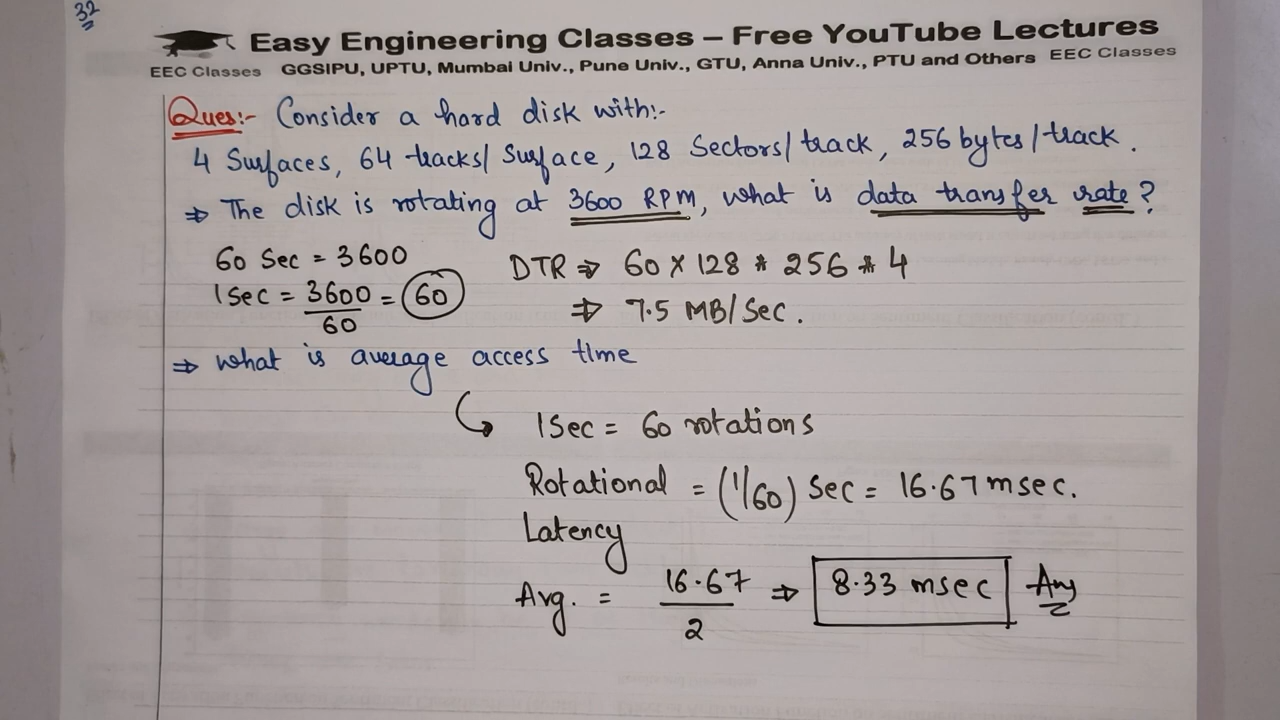 32
Easy Engineering Classes – Free YouTube Lectures
EEC Classes GGSIPU, UPTU, Mumbai Univ., Pune Univ., GTU, Anna Univ., PTU and Others EEC Classes
Ques:- Consider a hard disk with:-
4 Surfaces, 64 tracks/ Surface, 128 Sectors/ track, 256 bytes/track.
⇒ The disk is rotating at 3600 RPM, what is data transfer rate?
60 Sec = 3600
1 Sec = 3600/60 = 60
DTR ⇒ 60 × 128 * 256 * 4
⇒ 7.5 MB/Sec.
⇒ what is average access time
1 Sec = 60 rotations
Rotational Latency = (1/60) Sec = 16.67 msec.
Avg. = 16.67/2 ⇒ 8.33 msec Ans